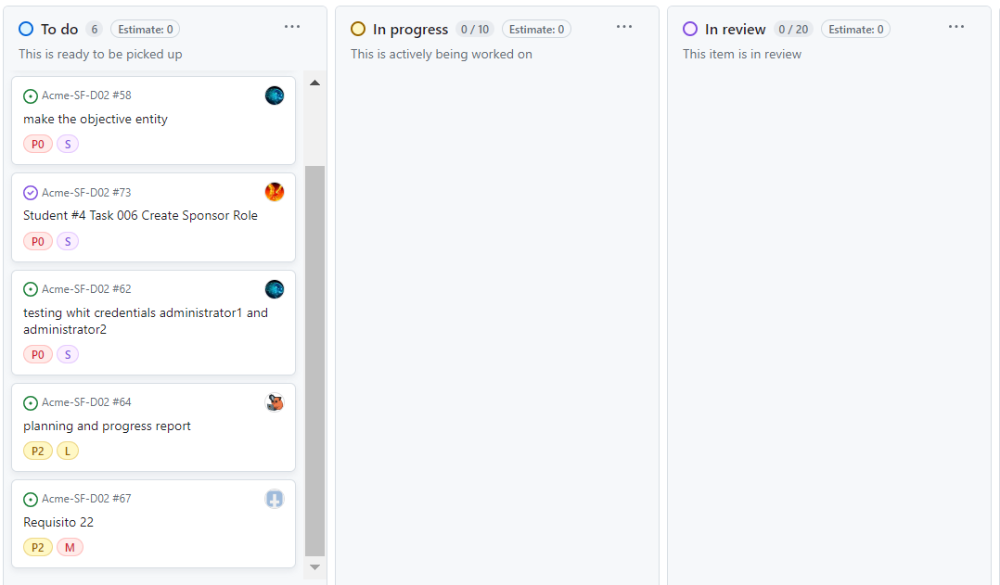 To do 6 Estimate: 0 ...
This is ready to be picked up
Acme-SF-D02 #58
make the objective entity
P0 S
Acme-SF-D02 #73
Student #4 Task 006 Create Sponsor Role
P0 S
Acme-SF-D02 #62
testing whit credentials administrator1 and
administrator2
P0 S
Acme-SF-D02 #64
planning and progress report
P2 L
Acme-SF-D02 #67
Requisito 22
P2 M
In progress 0 / 10 Estimate: 0 ...
This is actively being worked on
In review 0 / 20 Estimate: 0 ...
This item is in review